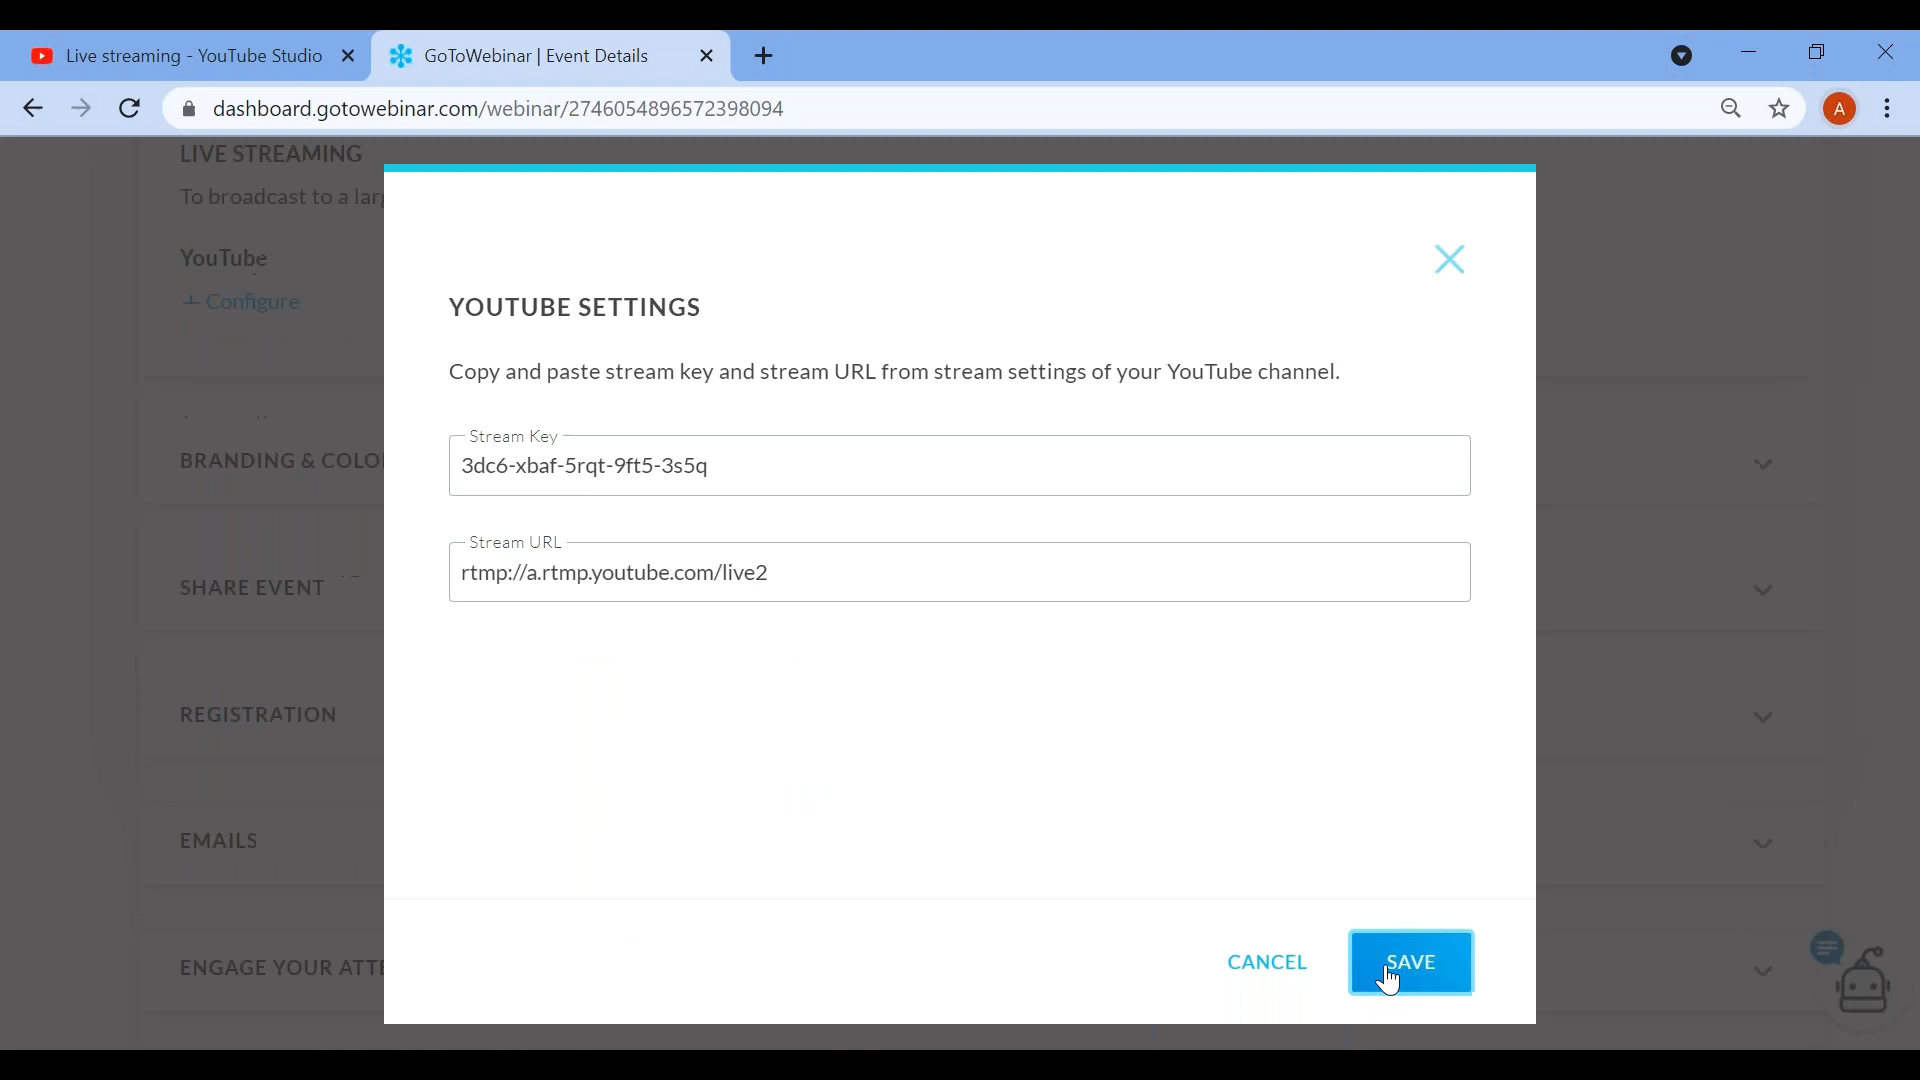 Live streaming - YouTube Studio
GoToWebinar | Event Details
dashboard.gotowebinar.com/webinar/2746054896572398094
A
LIVE STREAMING
To broadcast to a lar
YouTube
+ Configure
YOUTUBE SETTINGS
Copy and paste stream key and stream URL from stream settings of your YouTube channel.
Stream Key
3dc6-xbaf-5rqt-9ft5-3s5q
Stream URL
rtmp://a.rtmp.youtube.com/live2
BRANDING & COLO
SHARE EVENT
REGISTRATION
EMAILS
ENGAGE YOUR ATTE
CANCEL
SAVE